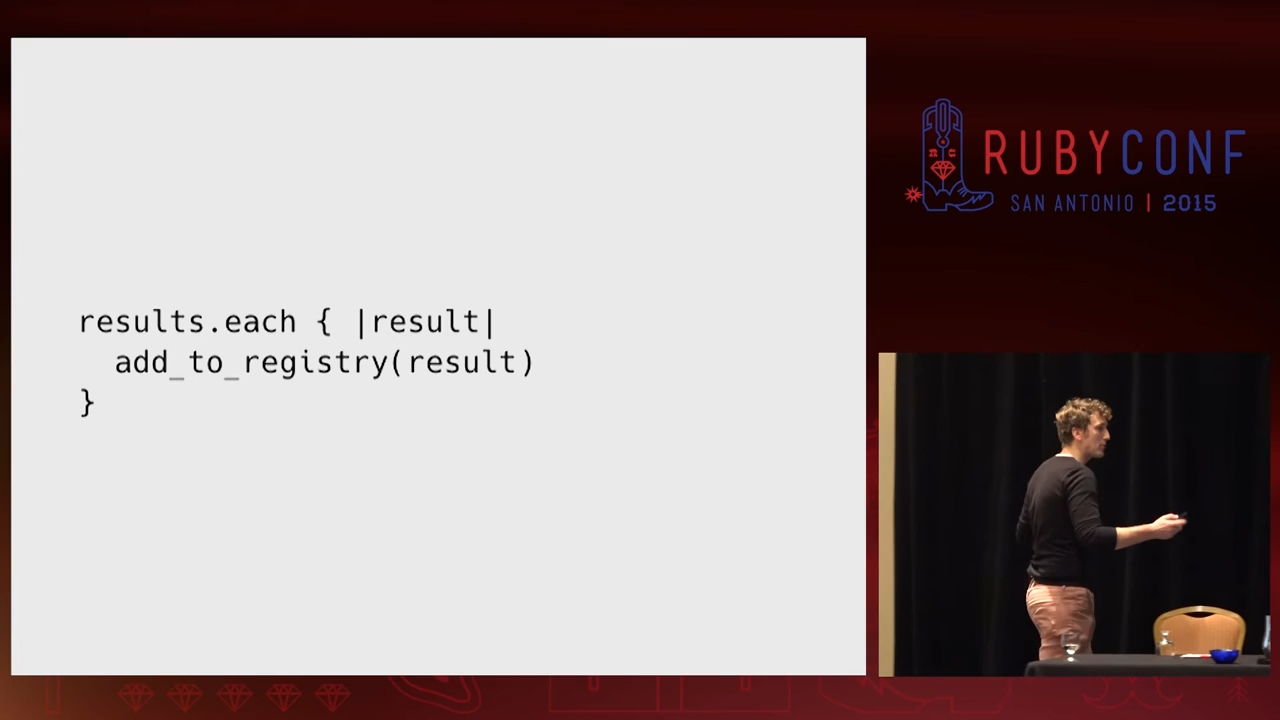 results.each { |result|
  add_to_registry(result)
}
RUBYCONF
SAN ANTONIO | 2015